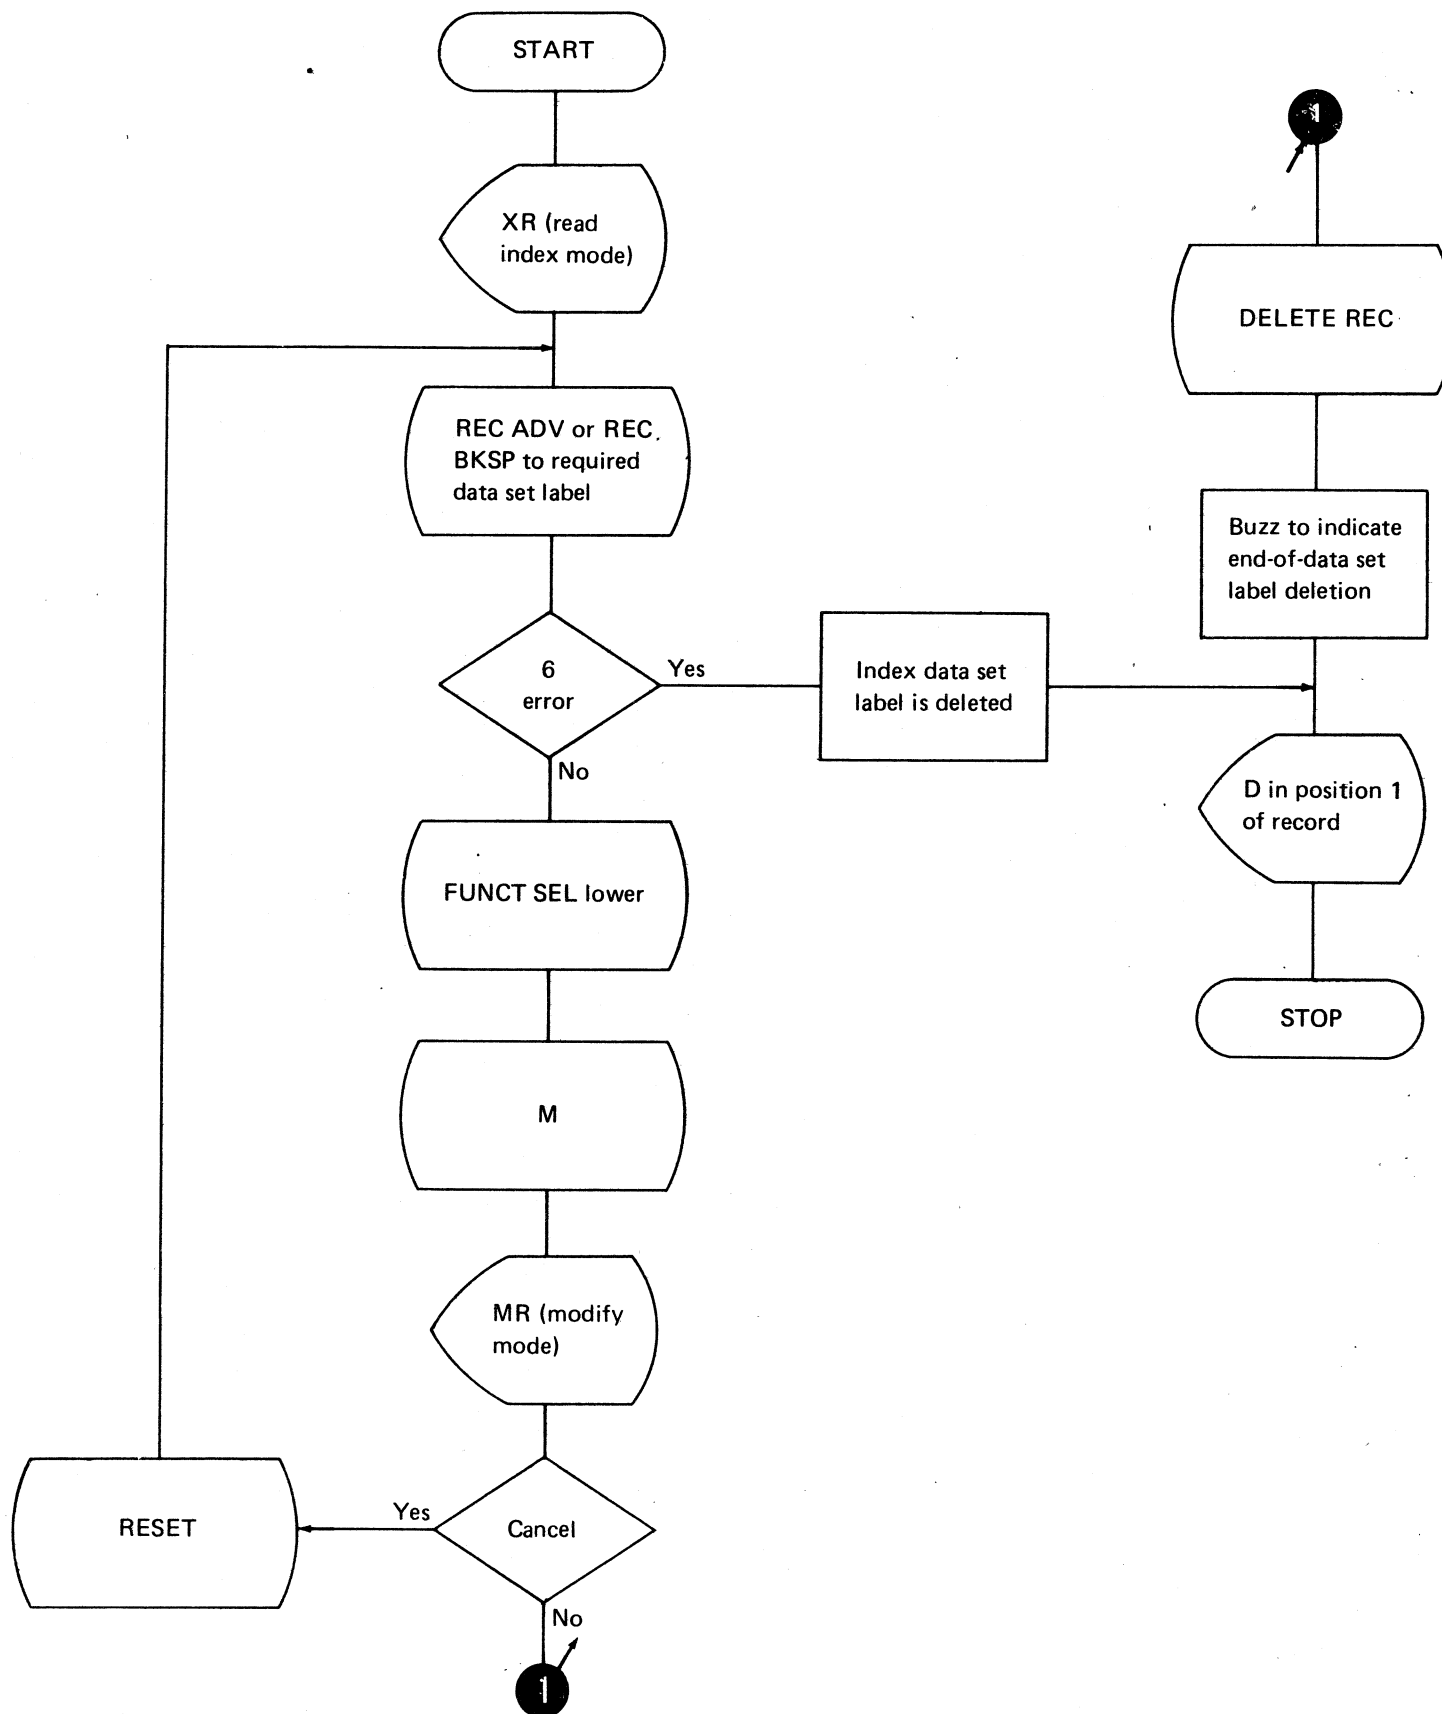 START
XR (read
index mode)
REC ADV or REC
BKSP to required
data set label
6
error
Yes
No
Index data set
label is deleted
FUNCT SEL lower
M
MR (modify
mode)
Cancel
Yes
RESET
No
1
1
DELETE REC
Buzz to indicate
end-of-data set
label deletion
D in position 1
of record
STOP